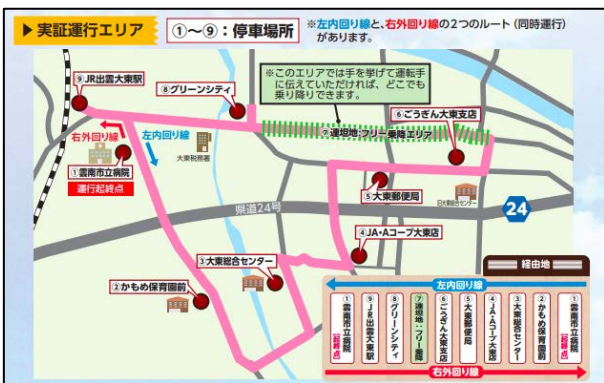 ▶実証運行エリア
①～⑨：停車場所
※左内回り線と、右外回り線の2つのルート（同時運行）
があります。
⑨JR出雲大東駅
⑧グリーンシティ
※このエリアでは手を挙げて運転手
に伝えていただければ、どこでも
乗り降りできます。
⑥ごうぎん大東支店
右外回り線
左内回り線
大東税務署
⑦連坦地：フリー乗降エリア
①雲南市立病院
運行起終点
⑤大東郵便局
旧大東総合センター
県道24号
24
④JA・Aコープ大東店
③大東総合センター
②かもめ保育園前
経由地
左内回り線
①雲南市立病院【起終点】
⑨JR出雲大東駅
⑧グリーンシティ
⑦連坦地：フリー乗降
⑥ごうぎん大東支店
⑤大東郵便局
④JA・Aコープ大東店
③大東総合センター
②かもめ保育園前
①雲南市立病院【起終点】
右外回り線